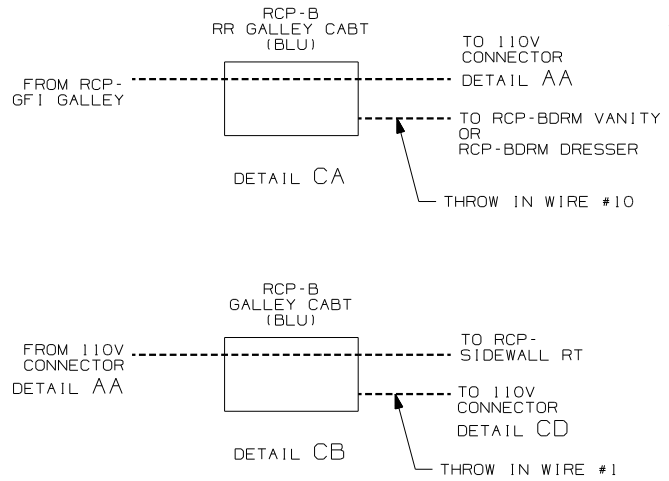 RCP-B
RR GALLEY CABT
(BLU)
FROM RCP-
GFI GALLEY
TO 110V
CONNECTOR
DETAIL AA
TO RCP-BDRM VANITY
OR
RCP-BDRM DRESSER
DETAIL CA
THROW IN WIRE #10
RCP-B
GALLEY CABT
(BLU)
FROM 110V
CONNECTOR
DETAIL AA
TO RCP-
SIDEWALL RT
TO 110V
CONNECTOR
DETAIL CD
DETAIL CB
THROW IN WIRE #1